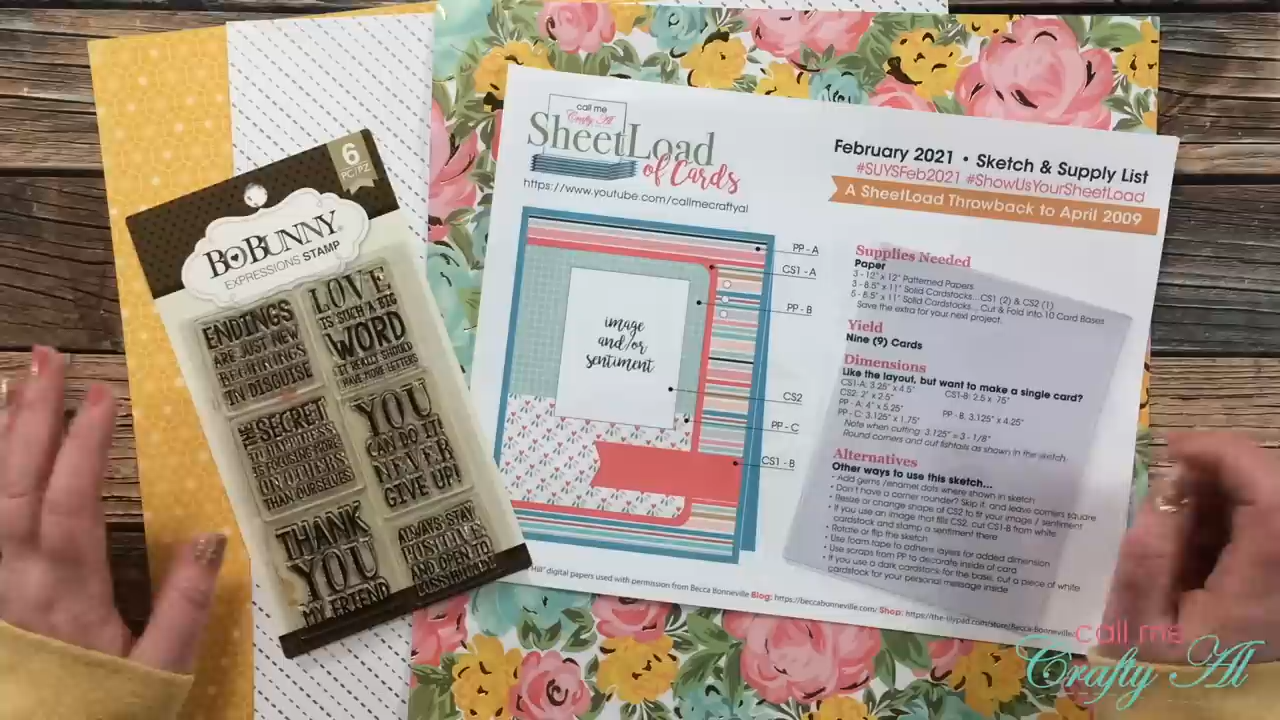 6
PC/PZ
BOBUNNY
EXPRESSIONS STAMP
ENDINGS
ARE JUST NEW
BEGINNINGS
IN DISGUISE
LOVE
IS SUCH A BIG
WORD
IT REALLY SHOULD
HAVE MORE LETTERS
THE SECRET
IS FOCUSING MORE
ON OTHERS
THAN OURSELVES
YOU
CAN DO IT
NEVER
GIVE UP!
THANK
YOU
MY FRIEND
ALWAYS STAY
POSITIVE
AND OPEN TO
call me
Crafty Al
SheetLoad
of Cards
https://www.youtube.com/callmecraftyal
image
and/or
sentiment
PP - A
CS1 - A
PP - B
CS2
PP - C
CS1 - B
February 2021 • Sketch & Supply List
#SUYSFeb2021 #ShowUsYourSheetLoad
A SheetLoad Throwback to April 2009
Supplies Needed
Paper
3 - 12" x 12" Patterned Papers
3 - 8.5" x 11" Solid Cardstocks... CS1 (2) & CS2 (1)
5 - 8.5" x 11" Solid Cardstocks... Cut & Fold into 10 Card Bases
Save the extra for your next project.
Yield
Nine (9) Cards
Dimensions
Like the layout, but want to make a single card?
CS1-A: 3.25" x 4.5" CS1-B: 2.5 x .75"
CS2: 2" x 2.5"
PP - A: 4" x 5.25" PP - B: 3.125" x 4.25"
PP - C: 3.125" x 1.75"
Note when cutting: 3.125" = 3 - 1/8"
Round corners and cut fishtails as shown in the sketch.
Alternatives
Other ways to use this sketch...
• Add gems /enamel dots where shown in sketch
• Don't have a corner rounder? Skip it, and leave corners square
• Resize or change shape of CS2 to fit your image / sentiment
• If you use an image that fills CS2, cut CS1-B from white
cardstock and stamp a sentiment there
• Rotate or flip the sketch
• Use foam tape to adhere layers for added dimension
• Use scraps from PP to decorate inside of card
• If you use a dark cardstock for the base, cut a piece of white
cardstock for your personal message inside
Hill" digital papers used with permission from Becca Bonneville Blog: https://beccabonneville.com/ Shop: https://the-lilypad.com/store/Becca-Bonneville
call me
Crafty Al